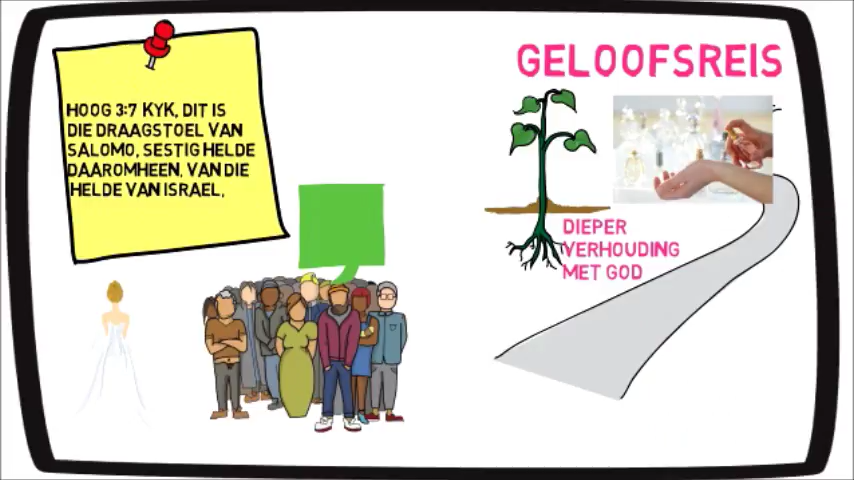 HOOG 3:7 KYK, DIT IS
DIE DRAAGSTOEL VAN
SALOMO, SESTIG HELDE
DAAROMHEEN, VAN DIE
HELDE VAN ISRAEL,
GELOOFSREIS
DIEPER
VERHOUDING
MET GOD